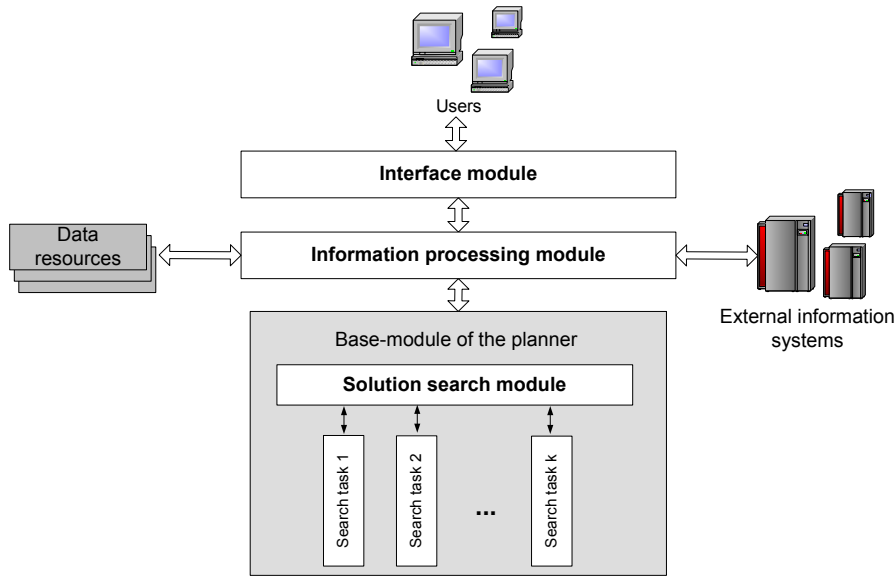 Users
Interface module
Data
resources
Information processing module
External information
systems
Base-module of the planner
Solution search module
Search task 1
Search task 2
...
Search task k